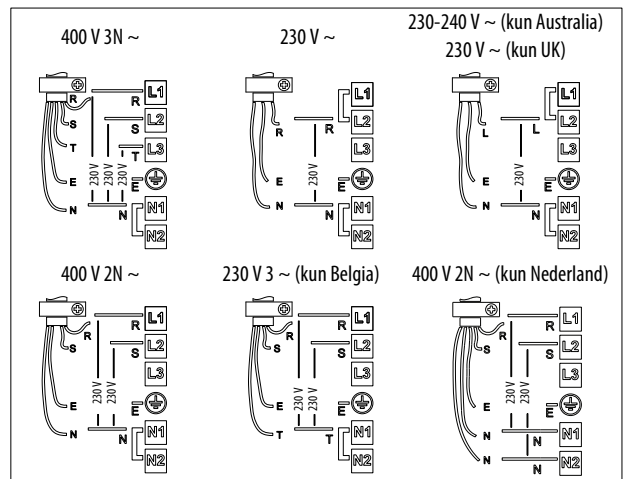 400 V 3N ~
R
S
T
E
N
R
S
T
E
N
230 V
230 V
230 V
L1
L2
L3
N1
N2
230 V ~
R
E
N
R
E
N
230 V
L1
L2
N1
N2
230-240 V ~ (kun Australia)
230 V ~ (kun UK)
L
E
N
L
E
N
230 V
L1
L2
L3
N1
N2
400 V 2N ~
R
S
E
N
R
S
E
N
230 V
230 V
L1
L2
L3
N1
N2
230 V 3 ~ (kun Belgia)
R
S
E
T
R
S
E
T
230 V
230 V
L1
L2
L3
N1
N2
400 V 2N ~ (kun Nederland)
R
S
E
N
N
R
S
E
N
N
230 V
230 V
L1
L2
L3
N1
N2